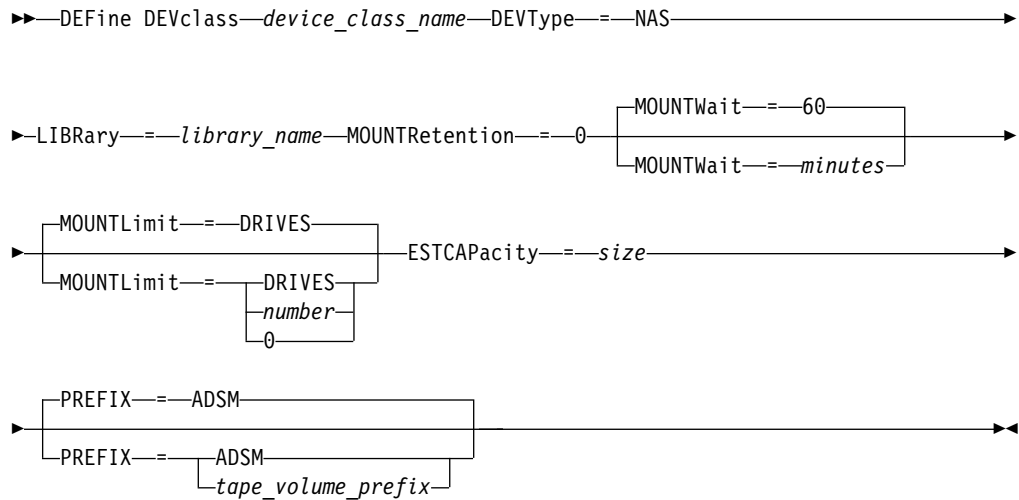 DEFine DEVclass device_class_name DEVType = NAS
MOUNTWait = 60
LIBRary = library_name MOUNTRetention = 0
MOUNTWait = minutes
MOUNTLimit = DRIVES
ESTCAPacity = size
MOUNTLimit = DRIVES
number
0
PREFIX = ADSM
PREFIX = ADSM
tape_volume_prefix